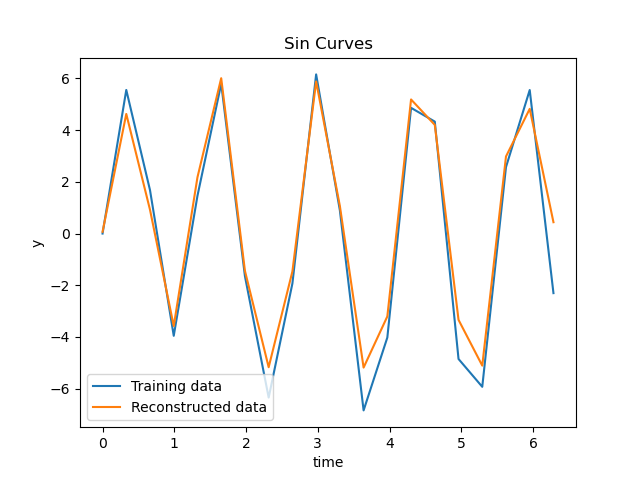 Sin Curves
y
6
4
2
0
−2
−4
−6
Training data
Reconstructed data
0 1 2 3 4 5 6
time